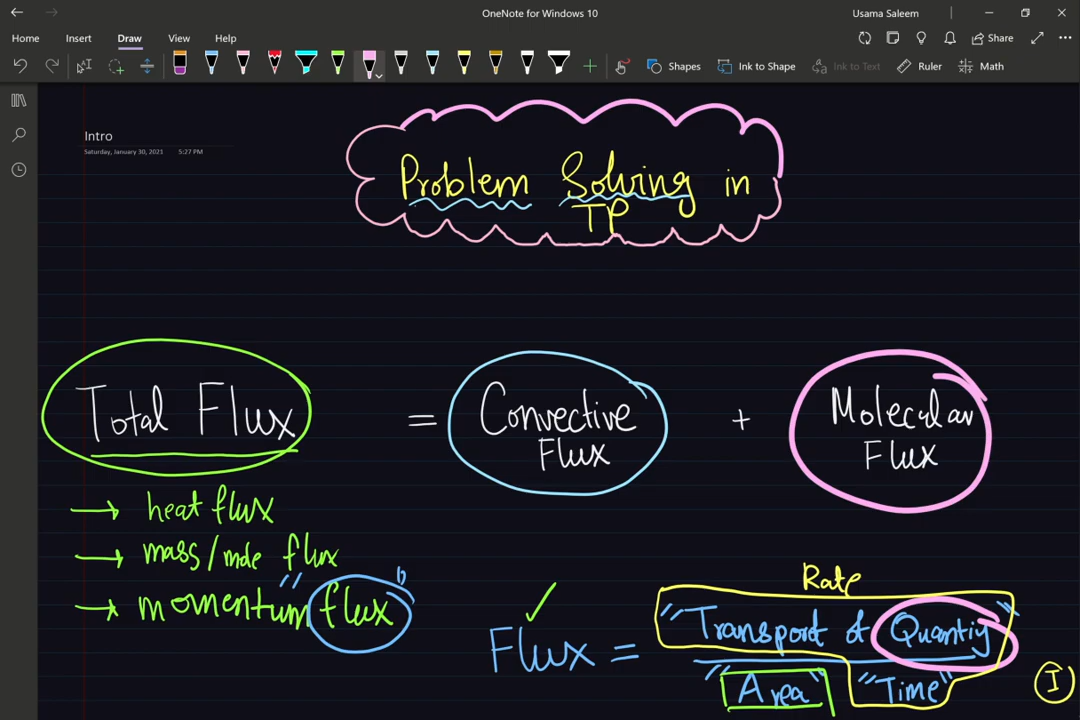 OneNote for Windows 10
Usama Saleem
Home Insert Draw View Help
Share
Shapes Ink to Shape Ink to Text Ruler Math
Intro
Saturday, January 30, 2021 5:27 PM
Problem Solving in
TP
Total Flux = Convective Flux + Molecular Flux
→ heat flux
→ mass/mole flux
→ momentum flux
Rate
Flux = "Transport of Quantiy"
"Area" "Time"
I